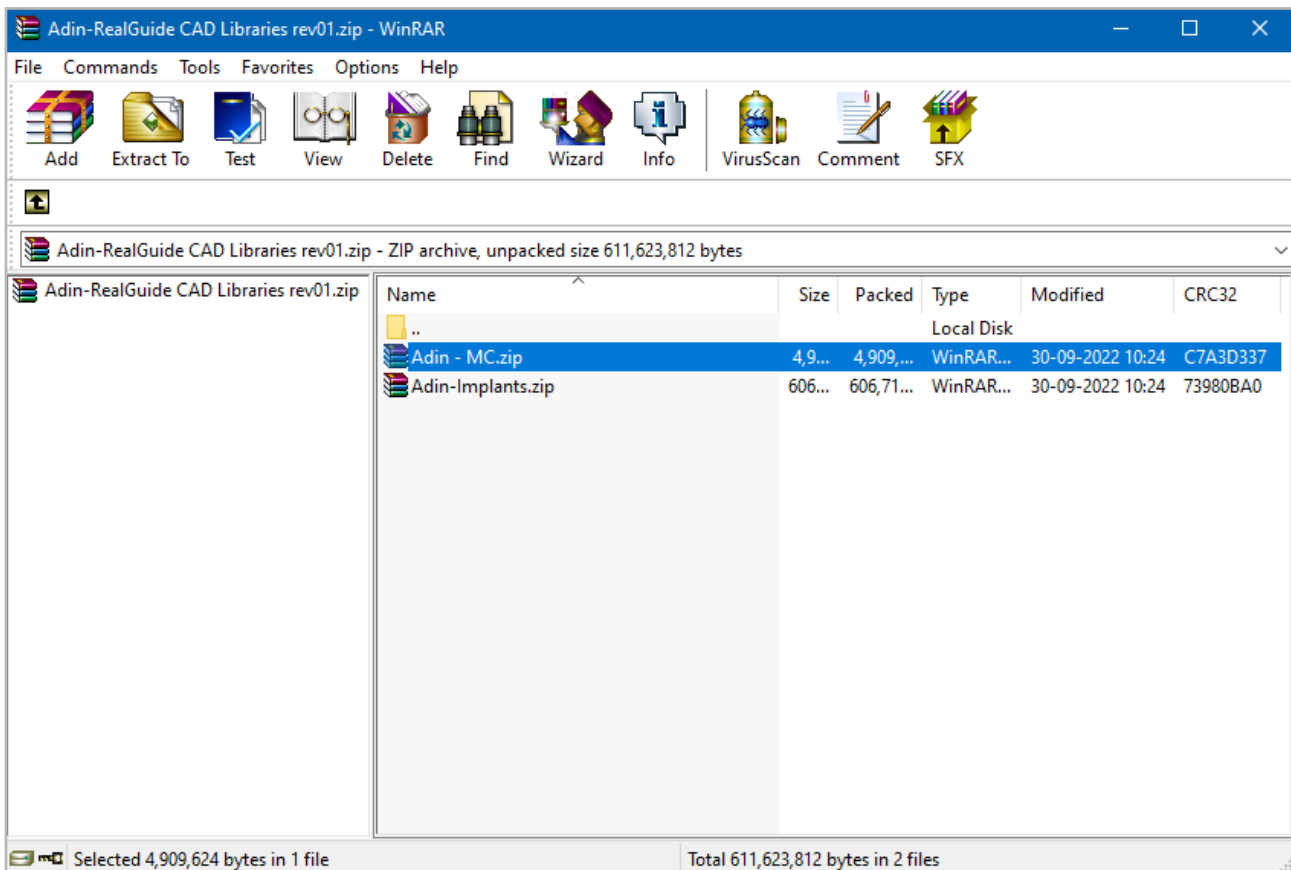 Adin-RealGuide CAD Libraries rev01.zip - WinRAR
File Commands Tools Favorites Options Help
Add Extract To Test View Delete Find Wizard Info VirusScan Comment SFX
Adin-RealGuide CAD Libraries rev01.zip - ZIP archive, unpacked size 611,623,812 bytes
Adin-RealGuide CAD Libraries rev01.zip
Name Size Packed Type Modified CRC32
.. Local Disk
Adin - MC.zip 4,9... 4,909,... WinRAR... 30-09-2022 10:24 C7A3D337
Adin-Implants.zip 606... 606,71... WinRAR... 30-09-2022 10:24 73980BA0
Selected 4,909,624 bytes in 1 file Total 611,623,812 bytes in 2 files